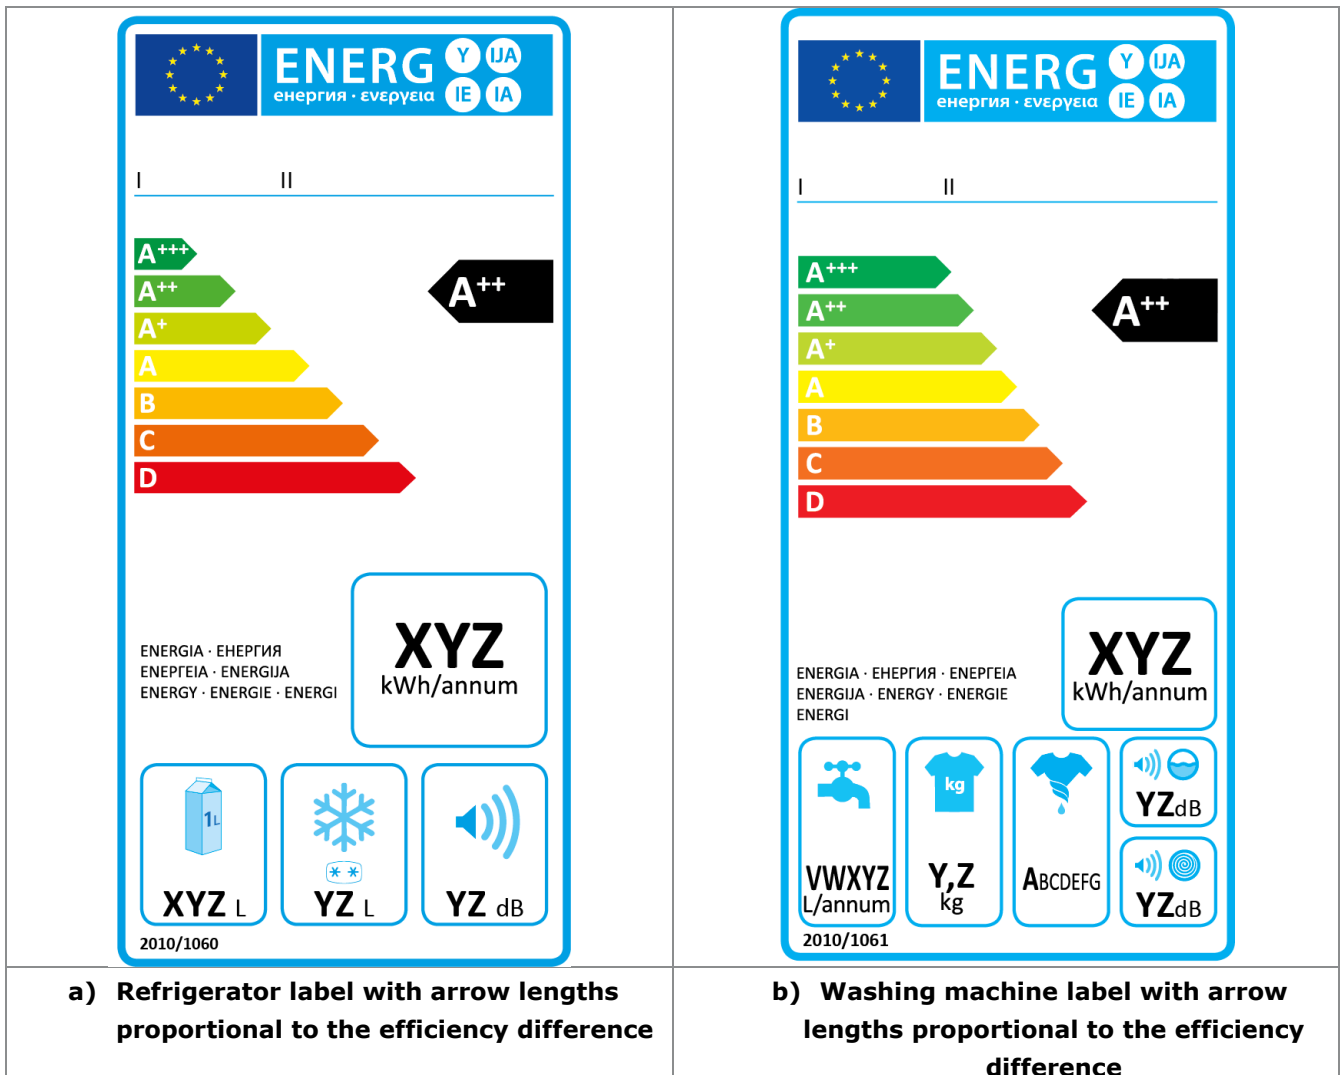 ENERG Y IJA
енергия · ενεργεια IE IA
I II
A+++
A++
A+
A
B
C
D
A++
XYZ
kWh/annum
ENERGIA · ЕНЕРГИЯ
ΕΝΕΡΓΕΙΑ · ENERGIJA
ENERGY · ENERGIE · ENERGI
1L
XYZ L
YZ L
YZ dB
2010/1060
a) Refrigerator label with arrow lengths
proportional to the efficiency difference
ENERG Y IJA
енергия · ενεργεια IE IA
I II
A+++
A++
A+
A
B
C
D
A++
XYZ
kWh/annum
ENERGIA · ЕНЕРГИЯ · ΕΝΕΡΓΕΙΑ
ENERGIJA · ENERGY · ENERGIE
ENERGI
VWXYZ
L/annum
kg
Y,Z
kg
ABCDEFG
YZdB
YZdB
2010/1061
b) Washing machine label with arrow
lengths proportional to the efficiency
difference